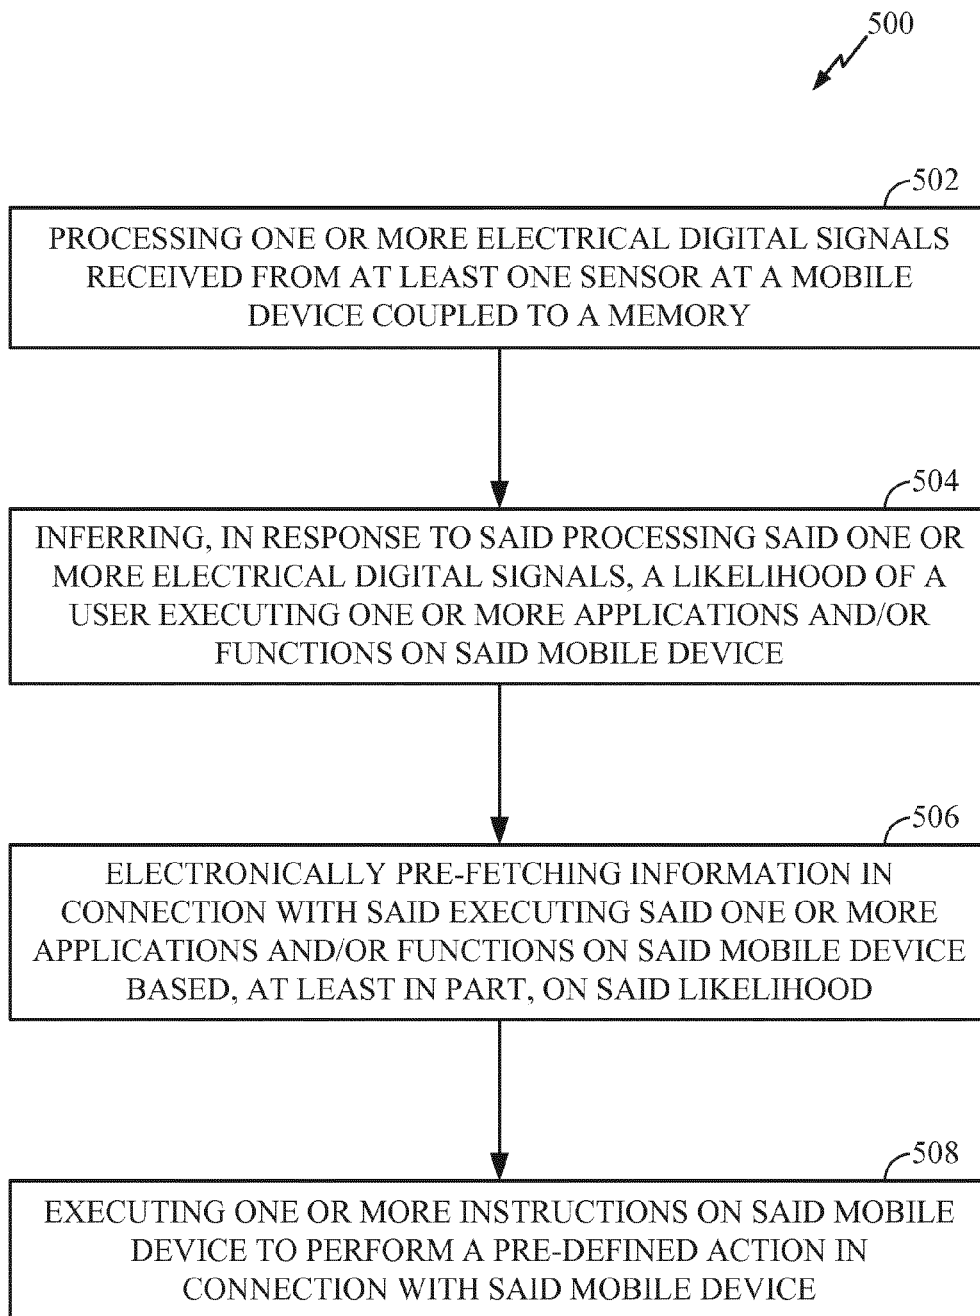 500
502
PROCESSING ONE OR MORE ELECTRICAL DIGITAL SIGNALS
RECEIVED FROM AT LEAST ONE SENSOR AT A MOBILE
DEVICE COUPLED TO A MEMORY
504
INFERRING, IN RESPONSE TO SAID PROCESSING SAID ONE OR
MORE ELECTRICAL DIGITAL SIGNALS, A LIKELIHOOD OF A
USER EXECUTING ONE OR MORE APPLICATIONS AND/OR
FUNCTIONS ON SAID MOBILE DEVICE
506
ELECTRONICALLY PRE-FETCHING INFORMATION IN
CONNECTION WITH SAID EXECUTING SAID ONE OR MORE
APPLICATIONS AND/OR FUNCTIONS ON SAID MOBILE DEVICE
BASED, AT LEAST IN PART, ON SAID LIKELIHOOD
508
EXECUTING ONE OR MORE INSTRUCTIONS ON SAID MOBILE
DEVICE TO PERFORM A PRE-DEFINED ACTION IN
CONNECTION WITH SAID MOBILE DEVICE